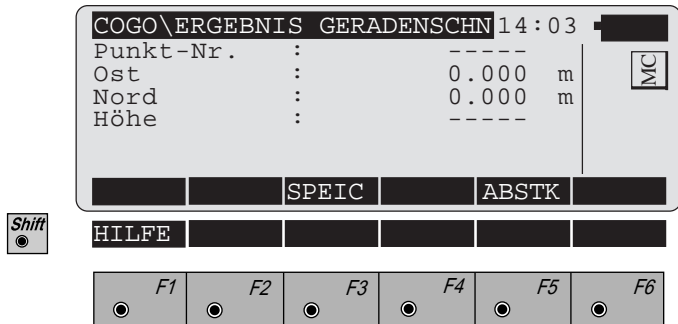 COGO\ERGEBNIS GERADENSCHN 14:03
Punkt-Nr. : -----
Ost : 0.000 m
Nord : 0.000 m
Höhe : -----
MC
SPEIC ABSTK
Shift
HILFE
F1 F2 F3 F4 F5 F6